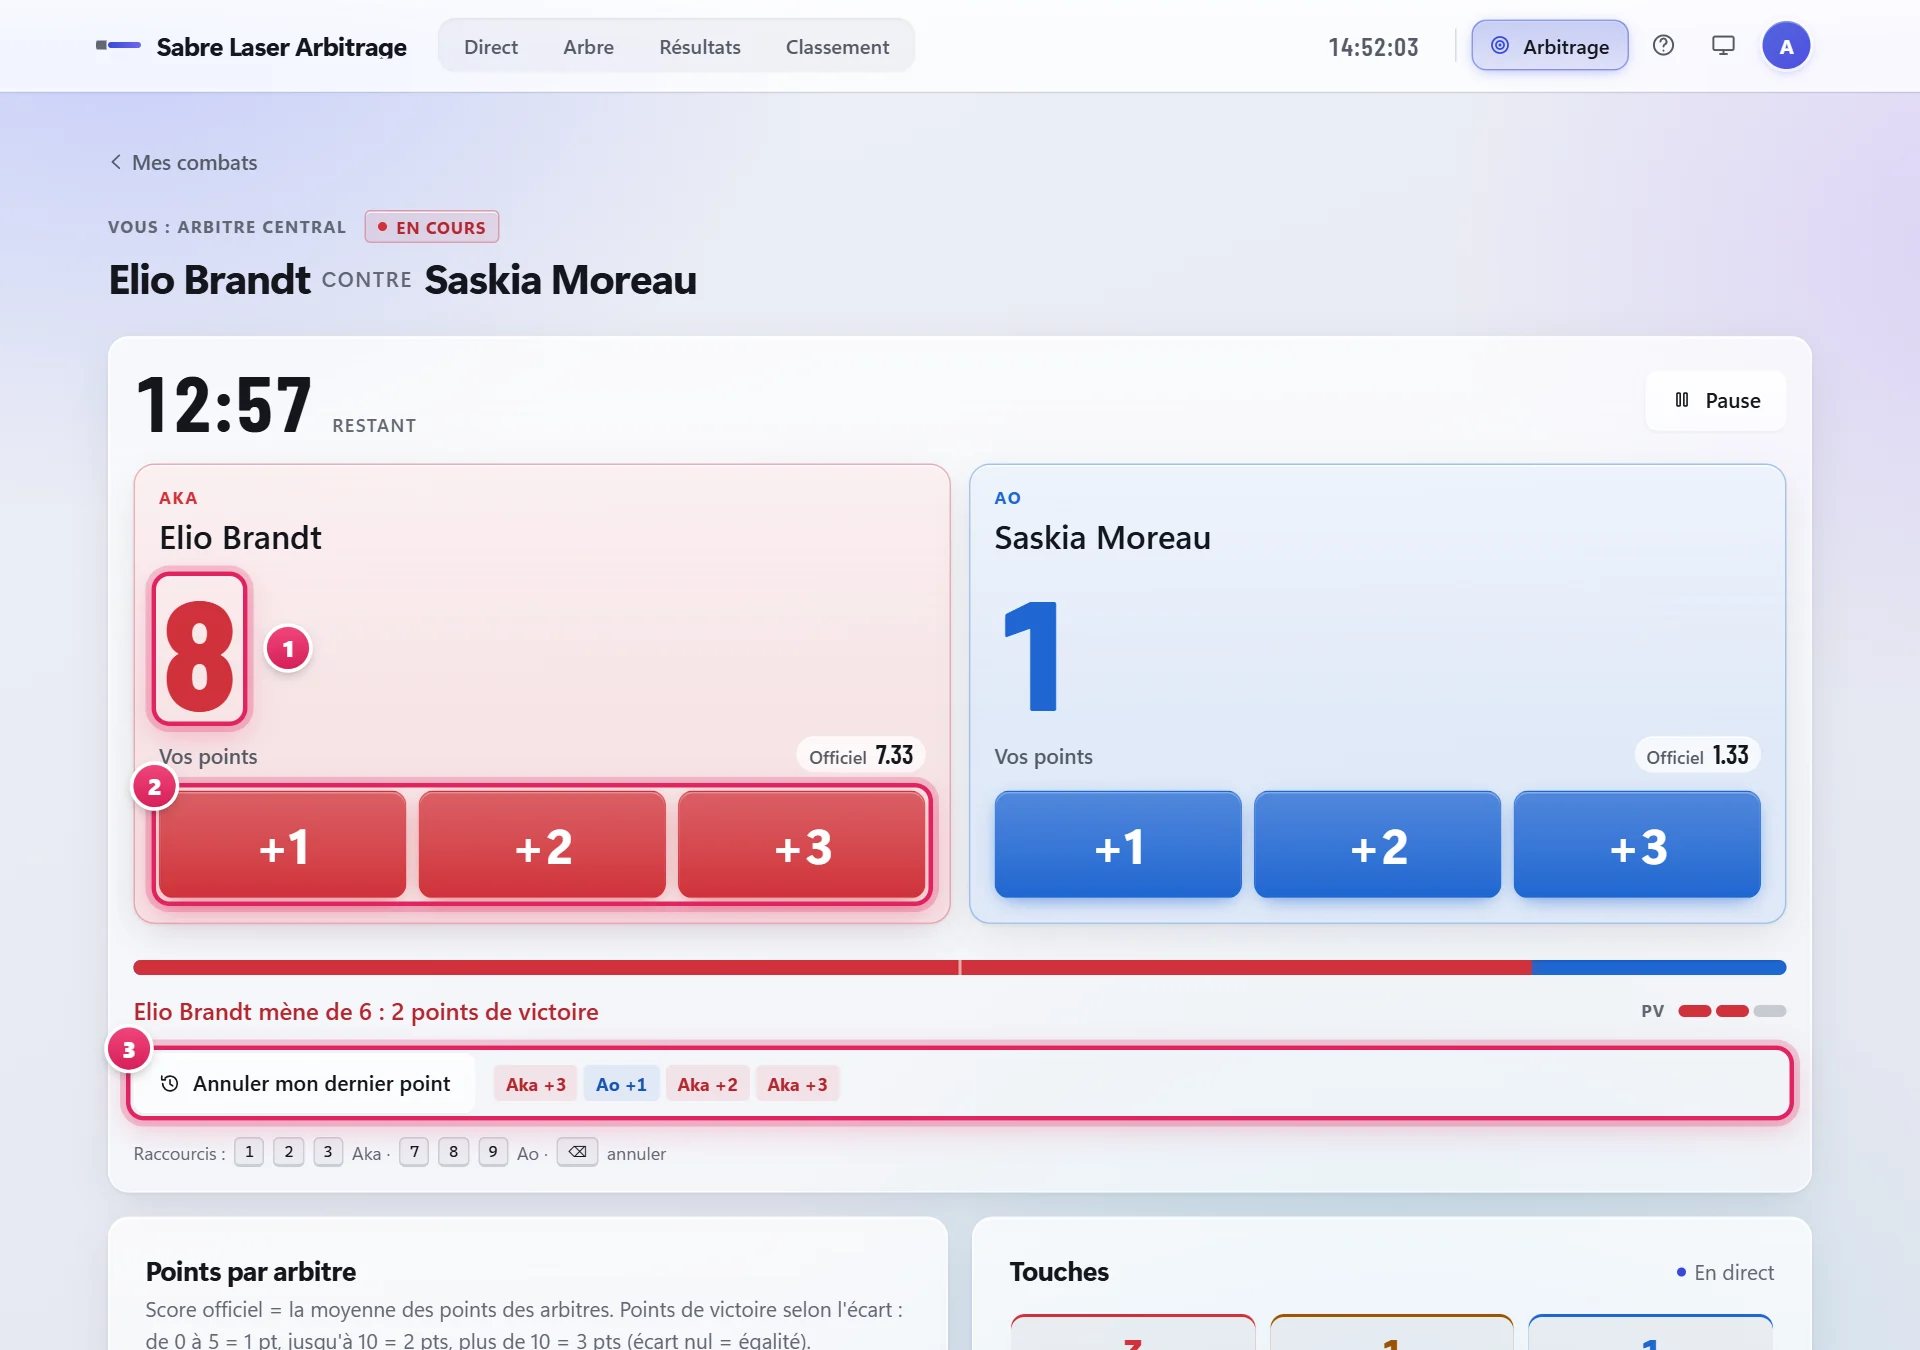 Sabre Laser Arbitrage
Direct
Arbre
Résultats
Classement
14:52:03
Arbitrage
A
Mes combats
VOUS : ARBITRE CENTRAL
EN COURS
Elio Brandt CONTRE Saskia Moreau
12:57 RESTANT
Pause
AKA
Elio Brandt
8
1
Vos points
Officiel 7.33
2
+1
+2
+3
AO
Saskia Moreau
1
Vos points
Officiel 1.33
+1
+2
+3
Elio Brandt mène de 6 : 2 points de victoire
PV
3
Annuler mon dernier point
Aka +3
Ao +1
Aka +2
Aka +3
Raccourcis : 1 2 3 Aka · 7 8 9 Ao · ⌫ annuler
Points par arbitre
Score officiel = la moyenne des points des arbitres. Points de victoire selon l'écart :
de 0 à 5 = 1 pt, jusqu'à 10 = 2 pts, plus de 10 = 3 pts (écart nul = égalité).
Touches
En direct